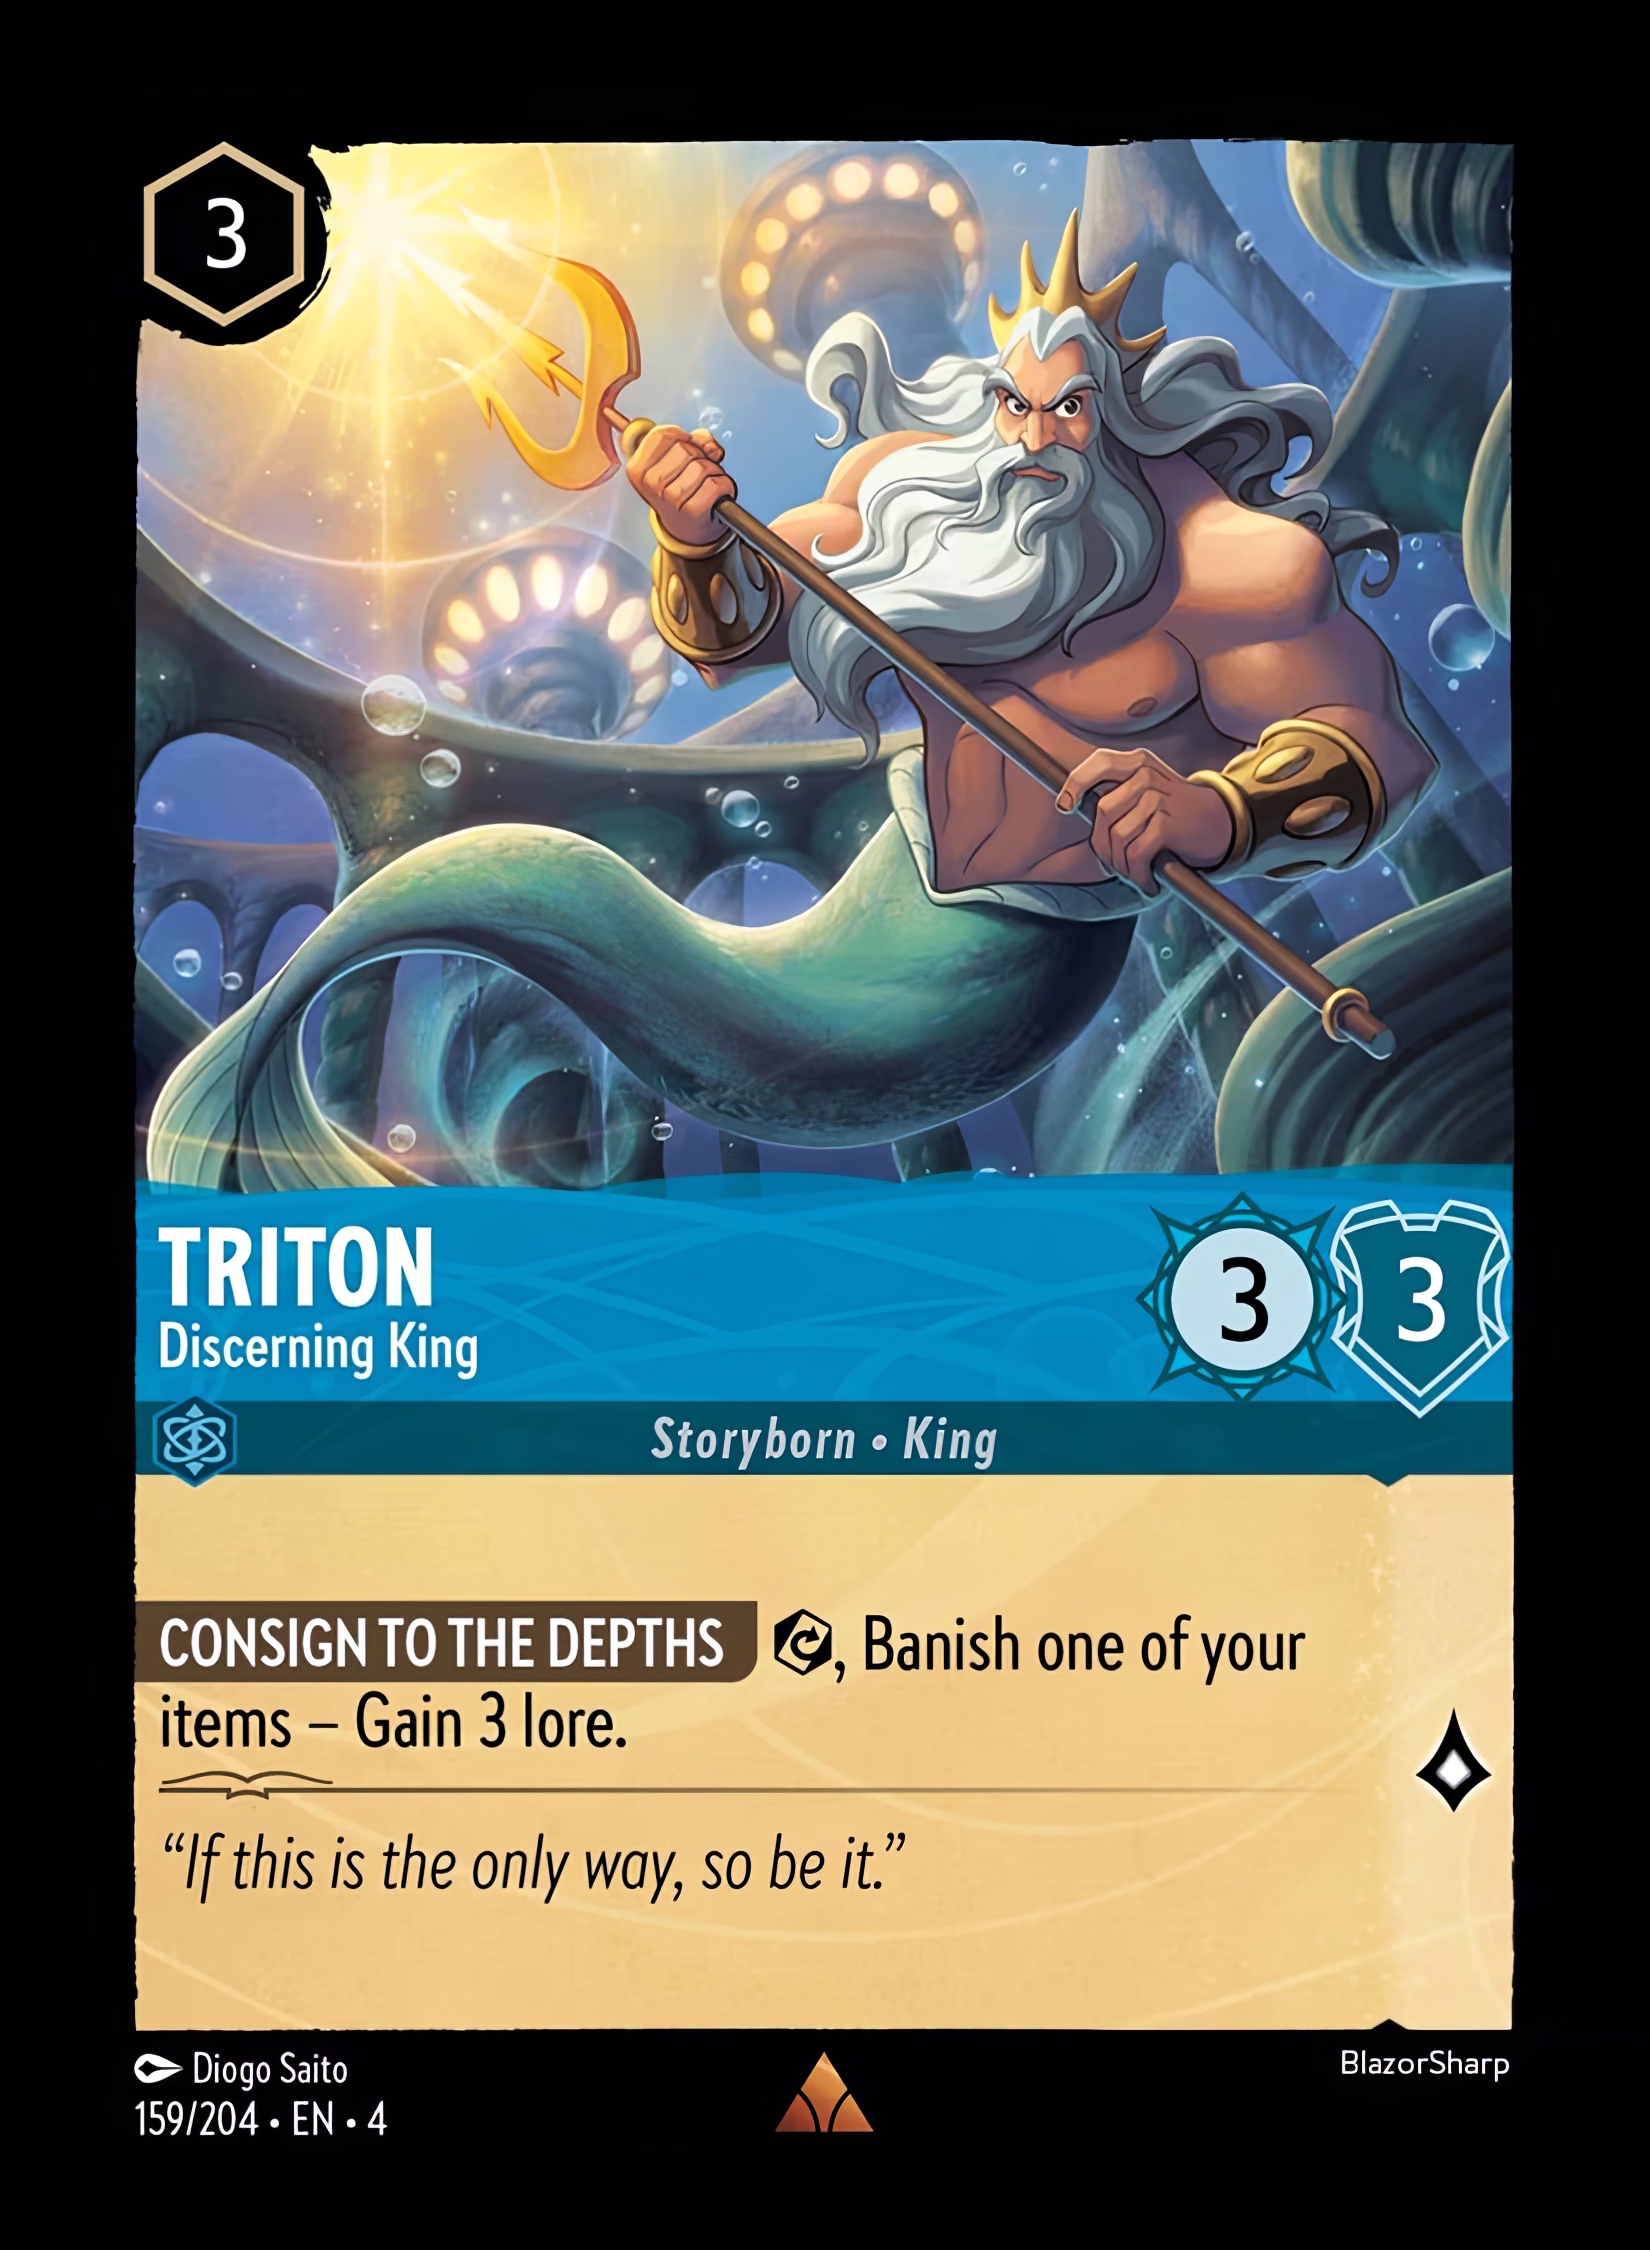 3
TRITON
Discerning King
3
3
Storyborn • King
CONSIGN TO THE DEPTHS , Banish one of your
items – Gain 3 lore.
“If this is the only way, so be it.”
Diogo Saito
159/204 • EN • 4
BlazorSharp